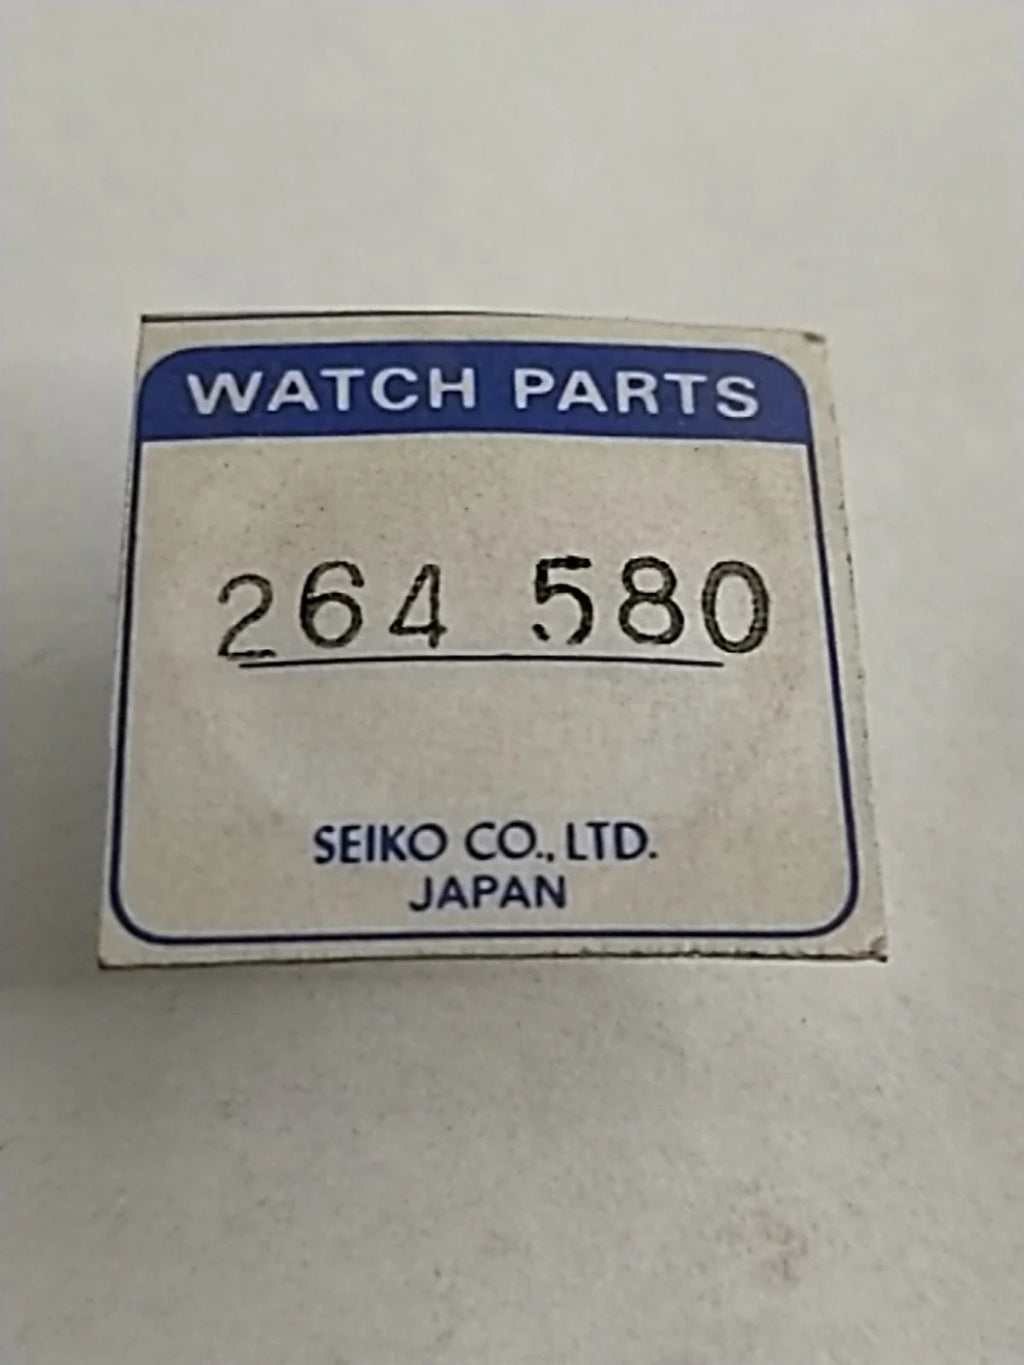 WATCH PARTS
264 580
SEIKO CO., LTD.
JAPAN